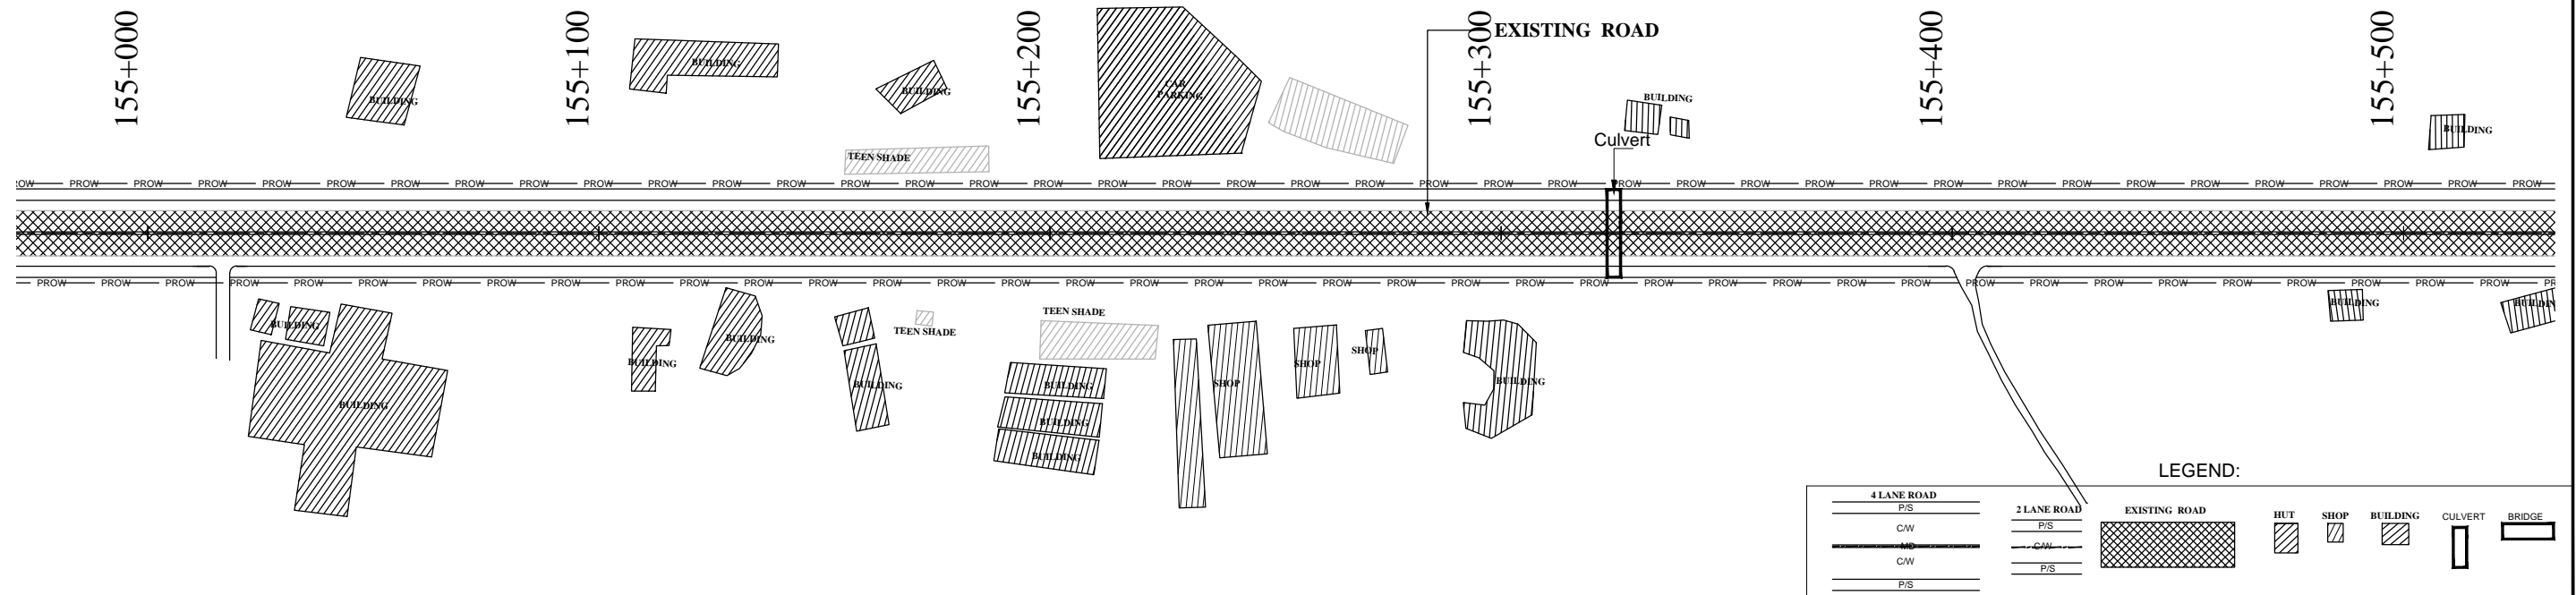 155+000
155+100
155+200
155+300
155+400
155+500
EXISTING ROAD
BUILDING
BUILDING
BUILDING
CAR
PARKING
BUILDING
BUILDING
Culvert
TEEN SHADE
ROW PROW PROW PROW PROW PROW PROW PROW PROW PROW PROW PROW PROW PROW PROW PROW PROW PROW PROW PROW PROW PROW PROW PROW PROW PROW PROW PROW PROW PROW PROW PROW PROW PROW PROW PROW PROW PROW PROW PROW
PROW PROW PROW PROW PROW PROW PROW PROW PROW PROW PROW PROW PROW PROW PROW PROW PROW PROW PROW PROW PROW PROW PROW PROW PROW PROW PROW PROW PROW PROW PROW PROW PROW PROW PROW PROW PROW PROW PROW PR
BUILDING
BUILDIN
TEEN SHADE
BUILDING
TEEN SHADE
BUILDING
SHOP
BUILDING
SHOP
BUILDING
SHOP
BUILDING
BUILDING
BUILDING
BUILDING
BUILDING
BUILDING
LEGEND:
4 LANE ROAD
P/S
C/W
MD
C/W
P/S
2 LANE ROAD
P/S
C/W
P/S
EXISTING ROAD
HUT
SHOP
BUILDING
CULVERT
BRIDGE